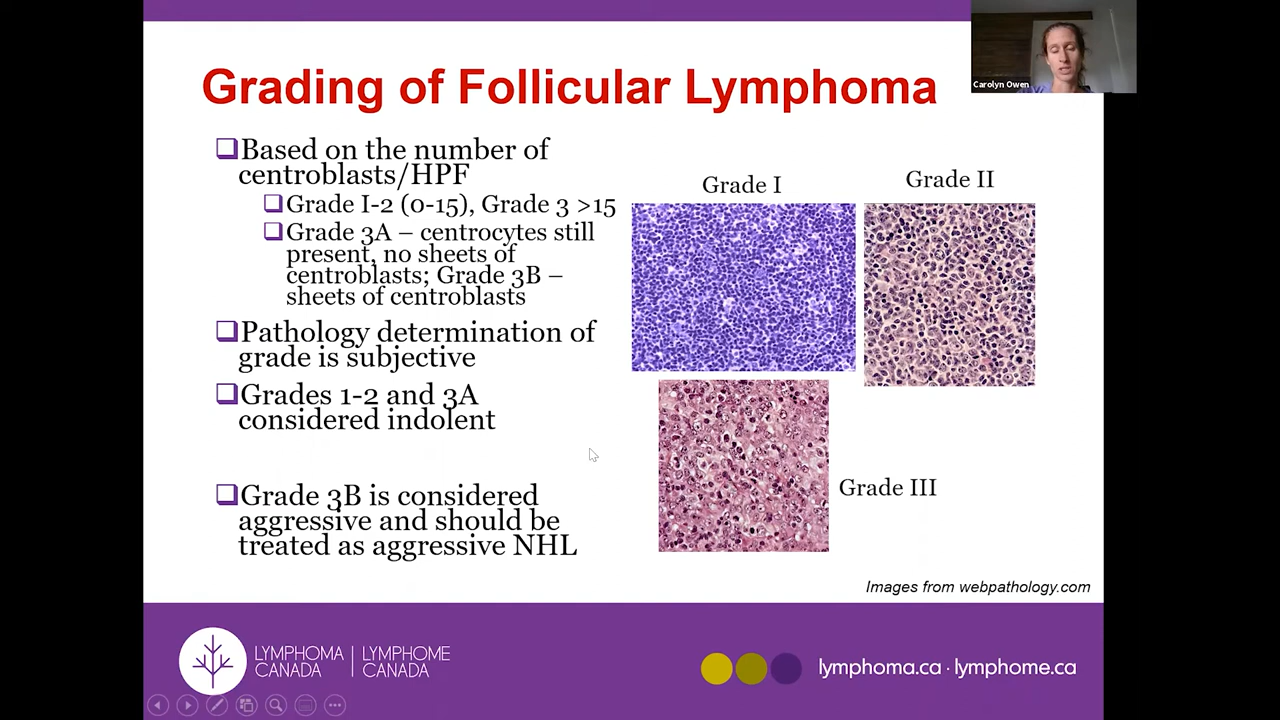 Grading of Follicular Lymphoma
Carolyn Owen
❑Based on the number of
centroblasts/HPF
❑Grade I-2 (0-15), Grade 3 >15
❑Grade 3A – centrocytes still
present, no sheets of
centroblasts; Grade 3B –
sheets of centroblasts
❑Pathology determination of
grade is subjective
❑Grades 1-2 and 3A
considered indolent
❑Grade 3B is considered
aggressive and should be
treated as aggressive NHL
Grade I
Grade II
Grade III
Images from webpathology.com
LYMPHOMA
CANADA
LYMPHOME
CANADA
lymphoma.ca · lymphome.ca